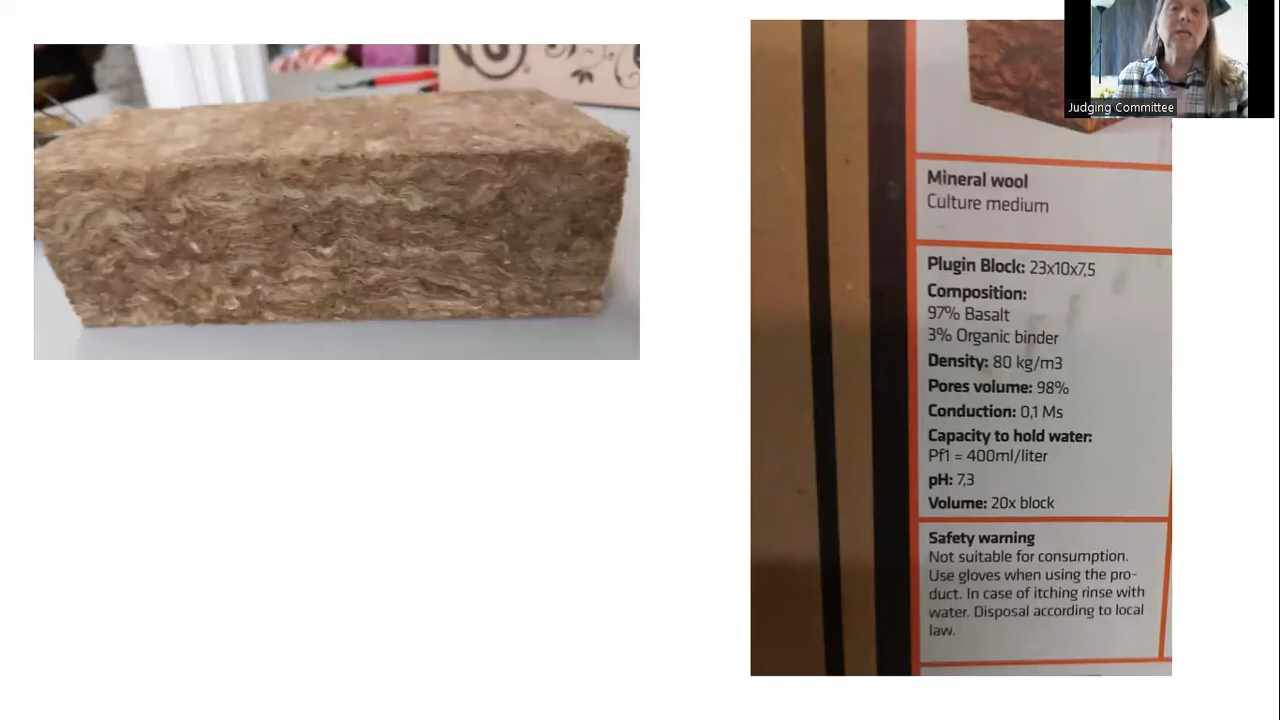 Judging Committee
Mineral wool
Culture medium
Plugin Block: 23x10x7,5
Composition:
97% Basalt
3% Organic binder
Density: 80 kg/m3
Pores volume: 98%
Conduction: 0,1 Ms
Capacity to hold water:
Pf1 = 400ml/liter
pH: 7,3
Volume: 20x block
Safety warning
Not suitable for consumption.
Use gloves when using the pro-
duct. In case of itching rinse with
water. Disposal according to local
law.